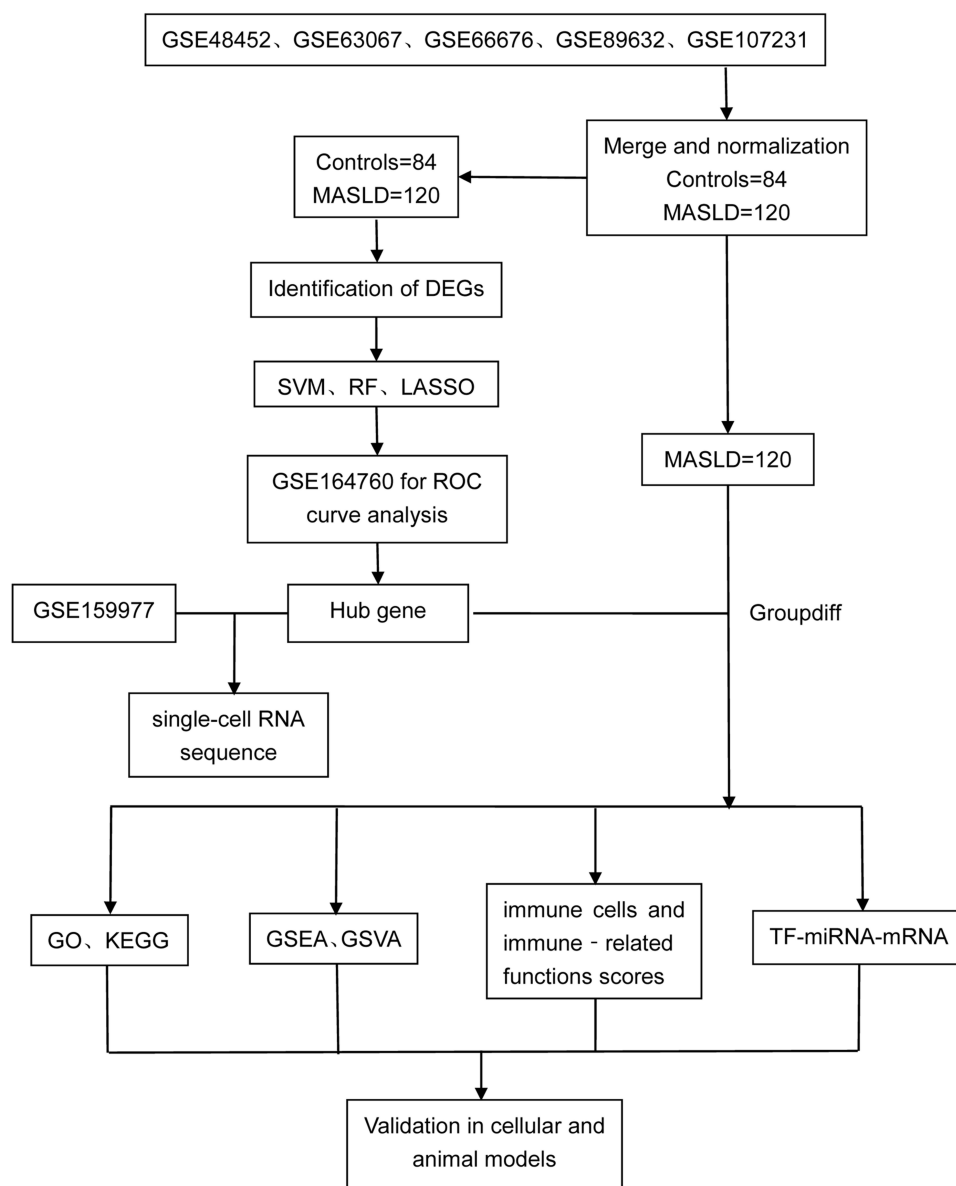 GSE48452、GSE63067、GSE66676、GSE89632、GSE107231
Merge and normalization
Controls=84
MASLD=120
Controls=84
MASLD=120
Identification of DEGs
SVM、RF、LASSO
MASLD=120
GSE164760 for ROC
curve analysis
GSE159977
Hub gene
Groupdiff
single-cell RNA
sequence
GO、KEGG
GSEA、GSVA
immune cells and
immune - related
functions scores
TF-miRNA-mRNA
Validation in cellular and
animal models